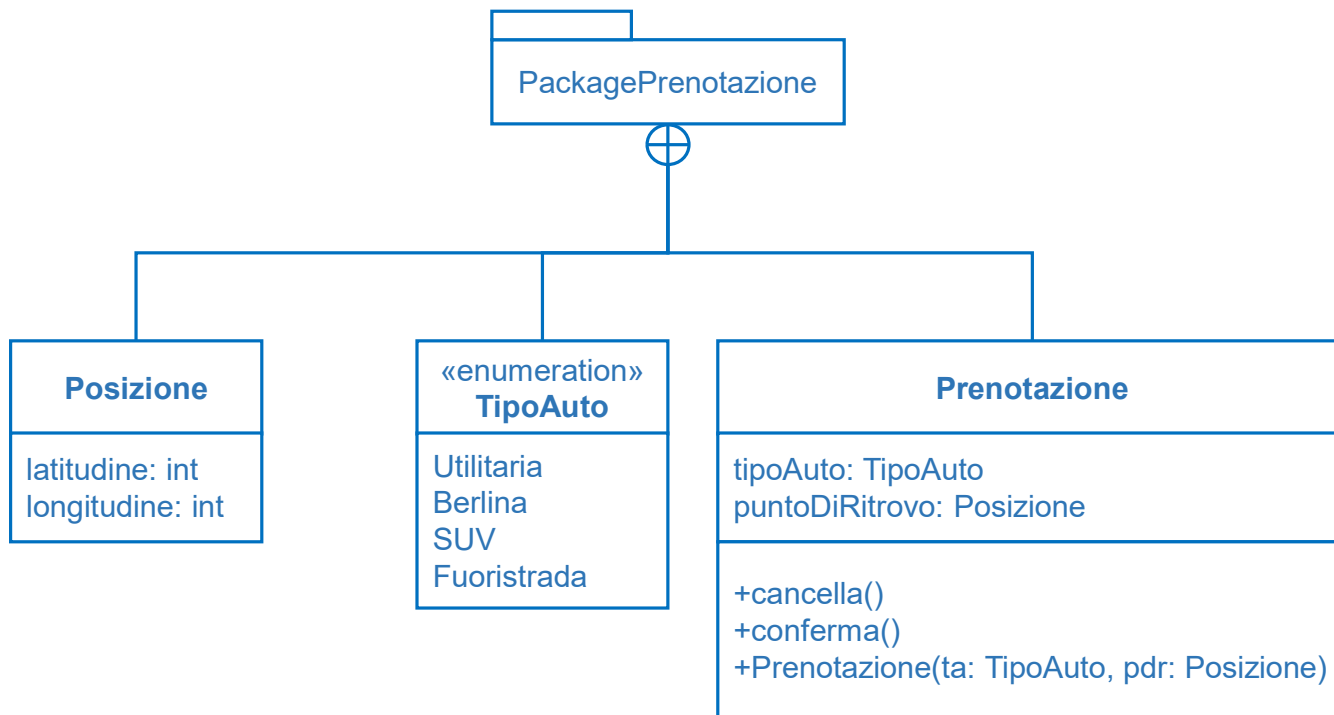 PackagePrenotazione
Posizione
latitudine: int
longitudine: int
«enumeration»
TipoAuto
Utilitaria
Berlina
SUV
Fuoristrada
Prenotazione
tipoAuto: TipoAuto
puntoDiRitrovo: Posizione
+cancella()
+conferma()
+Prenotazione(ta: TipoAuto, pdr: Posizione)